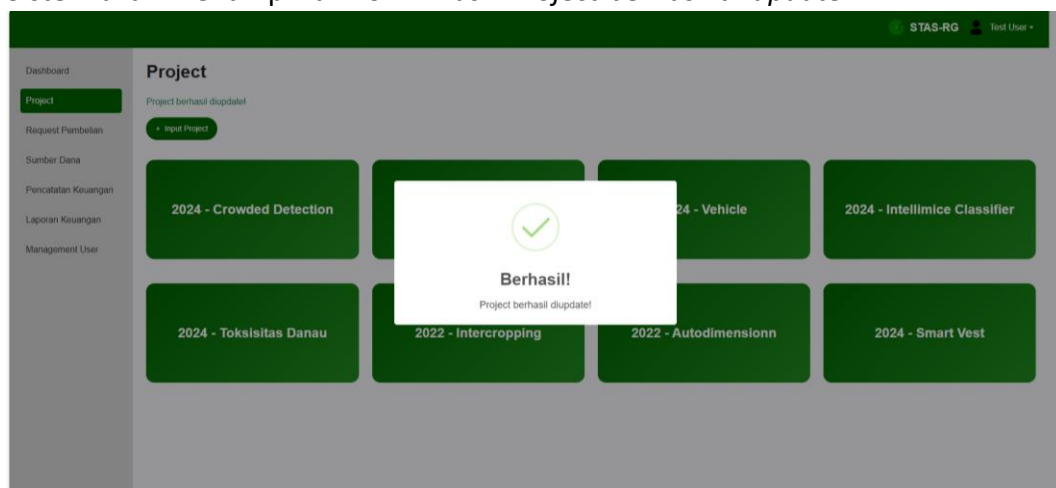 STAS-RG Test User
Dashboard
Project
Request Pembelian
Sumber Dana
Pencatatan Keuangan
Laporan Keuangan
Management User
Project
Project berhasil diupdate!
+ Input Project
2024 - Crowded Detection
24 - Vehicle
2024 - Intellimice Classifier
Berhasil!
Project berhasil diupdate!
2024 - Toksisitas Danau
2022 - Intercropping
2022 - Autodimensionn
2024 - Smart Vest